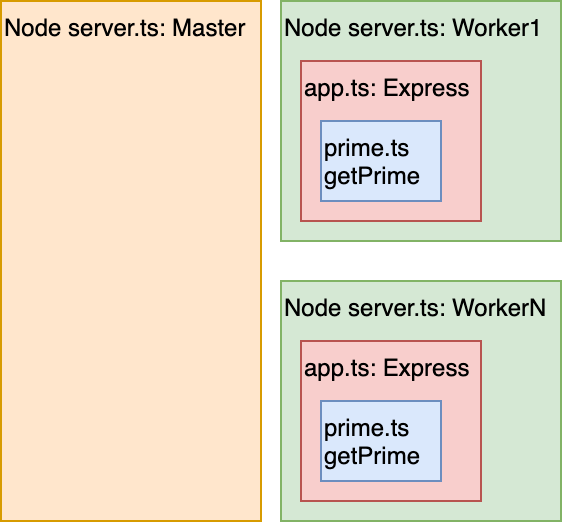 Node server.ts: Master
Node server.ts: Worker1
app.ts: Express
prime.ts
getPrime
Node server.ts: WorkerN
app.ts: Express
prime.ts
getPrime